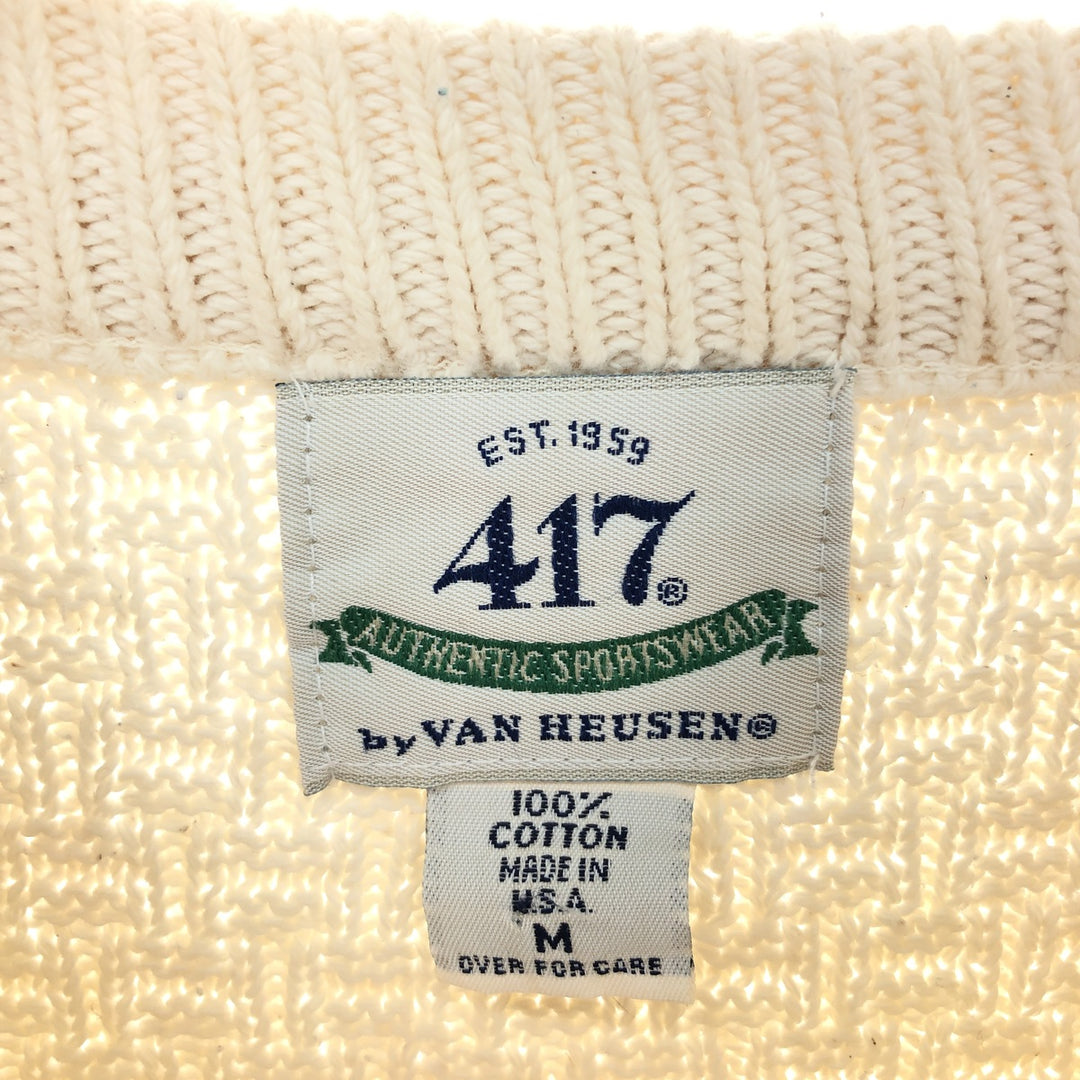 EST. 1959
417®
AUTHENTIC SPORTSWEAR
by VAN HEUSEN®
100%
COTTON
MADE IN
U.S.A.
M
OVER FOR CARE